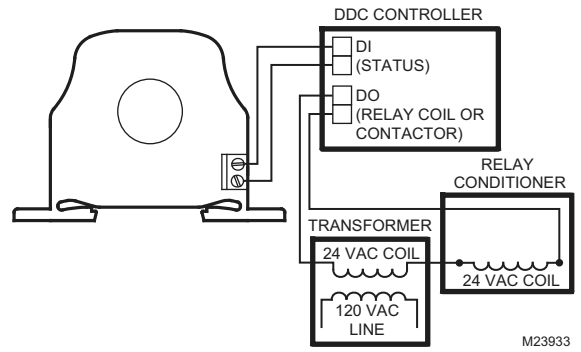 DDC CONTROLLER
DI
(STATUS)
DO
(RELAY COIL OR
CONTACTOR)
RELAY
CONDITIONER
24 VAC COIL
TRANSFORMER
24 VAC COIL
120 VAC
LINE
M23933